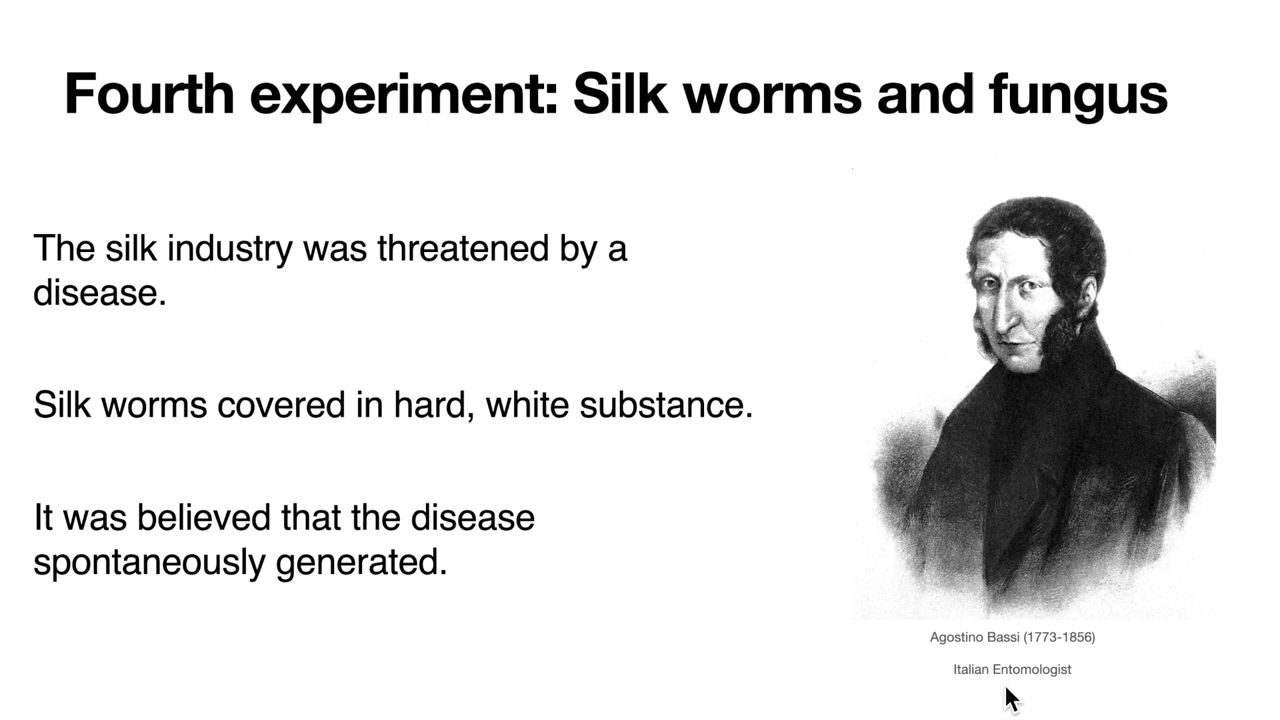 Fourth experiment: Silk worms and fungus
The silk industry was threatened by a
disease.
Silk worms covered in hard, white substance.
It was believed that the disease
spontaneously generated.
Agostino Bassi (1773-1856)
Italian Entomologist